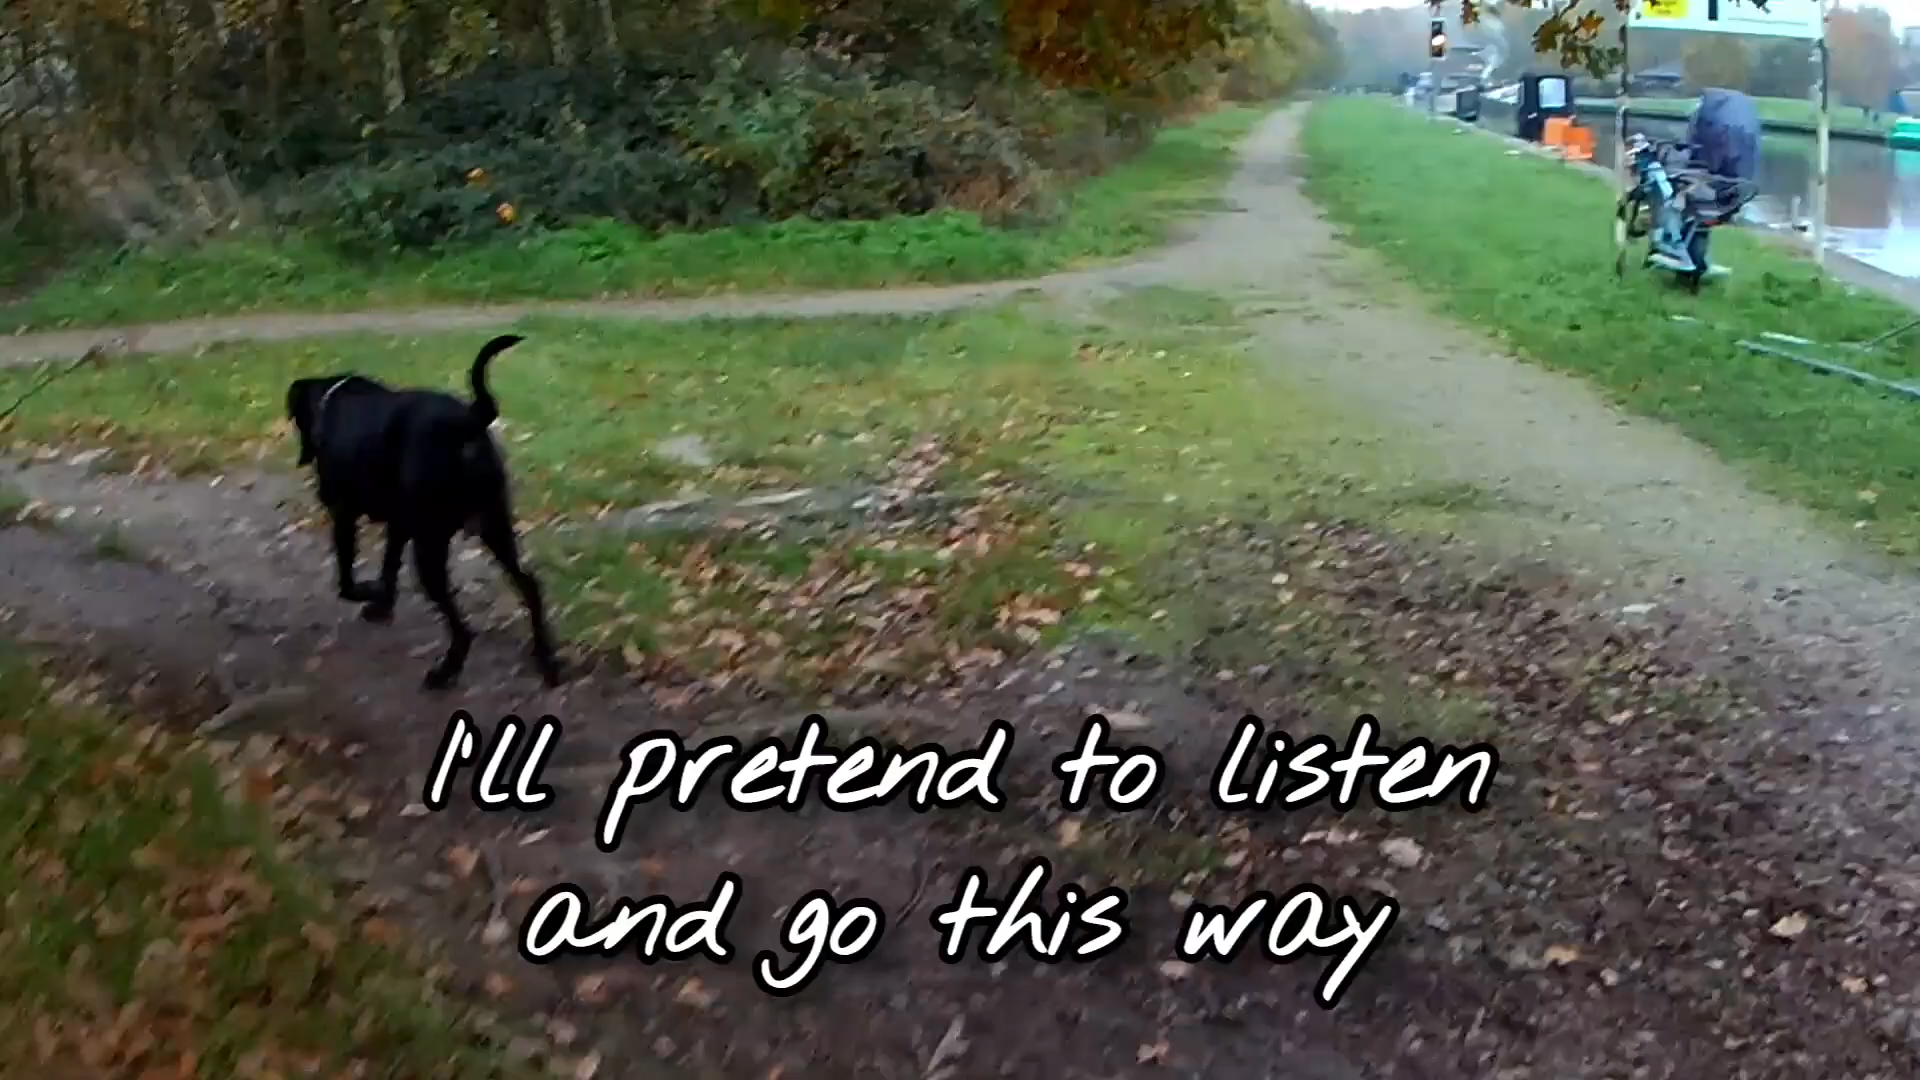 I'll pretend to listen
and go this way